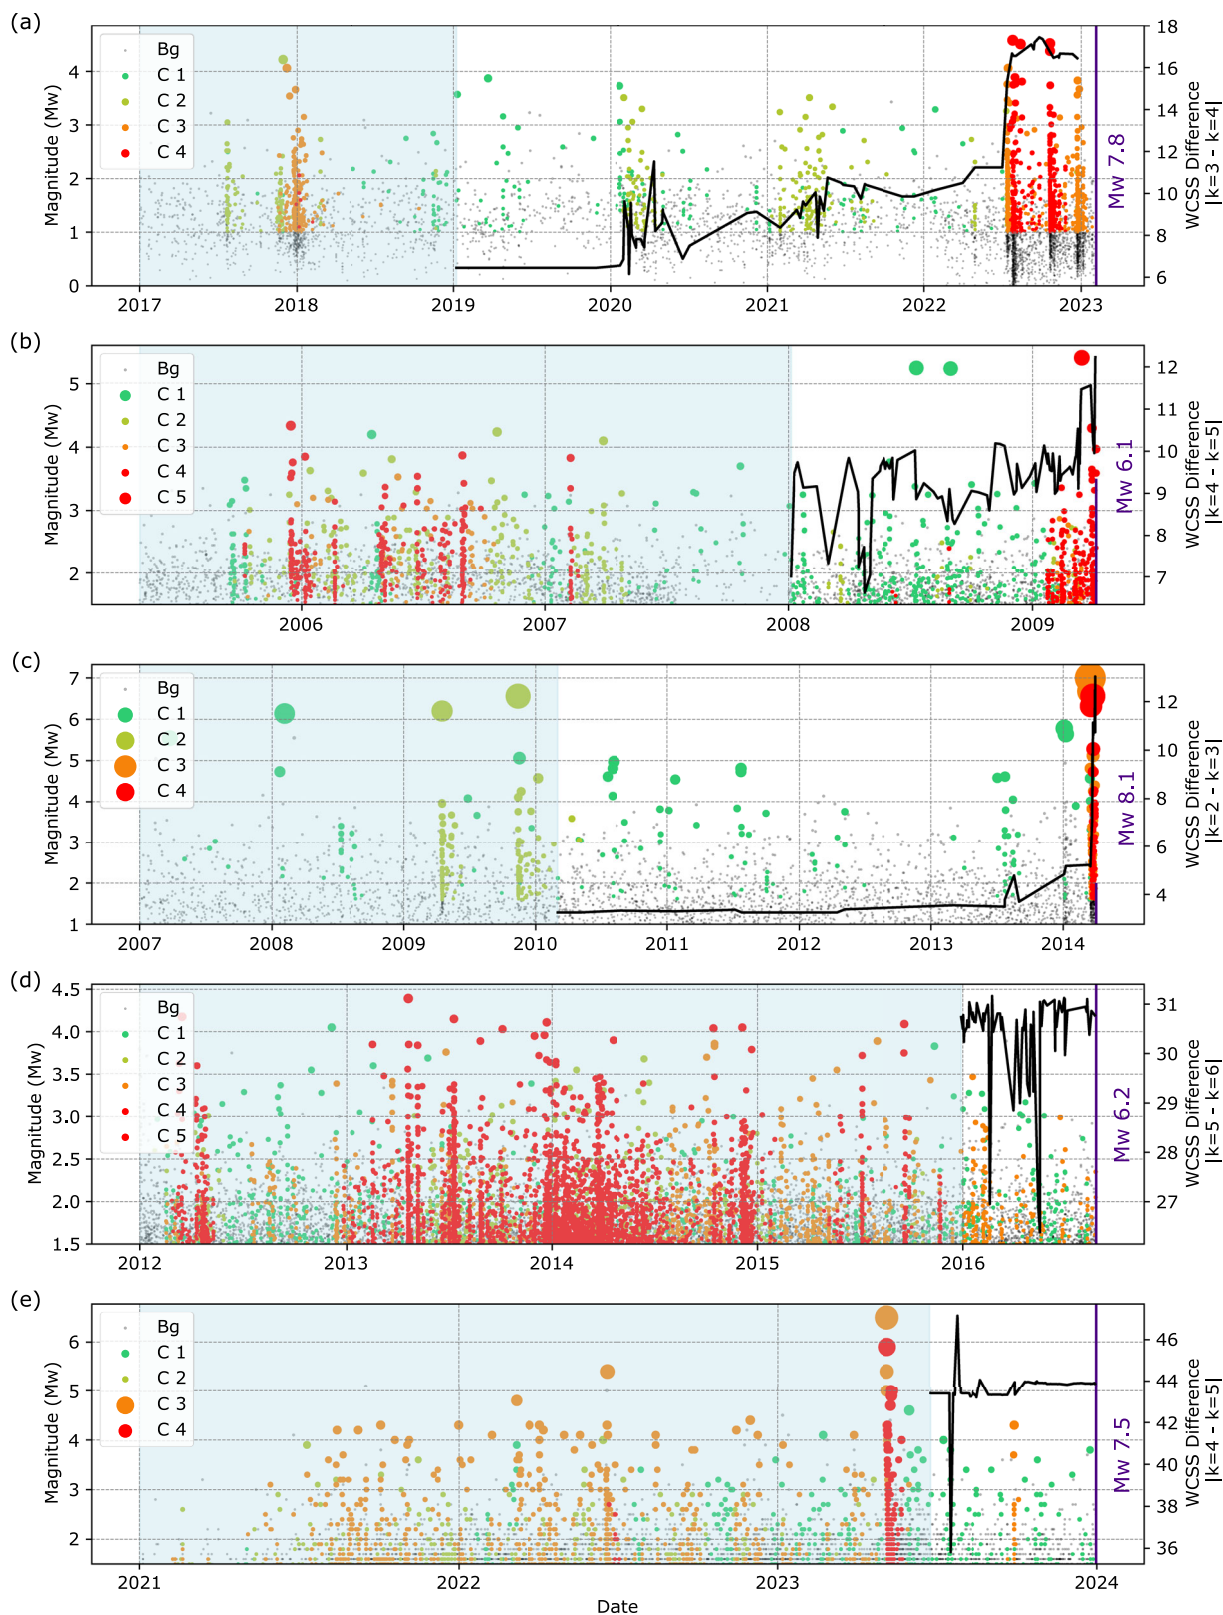 (a)
Bg
C 1
C 2
C 3
C 4
Magnitude (Mw)
4
3
2
1
0
2017
2018
2019
2020
2021
2022
2023
18
16
14
12
10
8
6
Mw 7.8
WCSS Difference
|k=3 - k=4|
(b)
Bg
C 1
C 2
C 3
C 4
C 5
Magnitude (Mw)
5
4
3
2
2006
2007
2008
2009
12
11
10
9
8
7
Mw 6.1
WCSS Difference
|k=4 - k=5|
(c)
Bg
C 1
C 2
C 3
C 4
Magnitude (Mw)
7
6
5
4
3
2
1
2007
2008
2009
2010
2011
2012
2013
2014
12
10
8
6
4
Mw 8.1
WCSS Difference
|k=2 - k=3|
(d)
Bg
C 1
C 2
C 3
C 4
C 5
Magnitude (Mw)
4.5
4.0
3.5
3.0
2.5
2.0
1.5
2012
2013
2014
2015
2016
31
30
29
28
27
Mw 6.2
WCSS Difference
|k=5 - k=6|
(e)
Bg
C 1
C 2
C 3
C 4
Magnitude (Mw)
6
5
4
3
2
2021
2022
2023
2024
46
44
42
40
38
36
Mw 7.5
WCSS Difference
|k=4 - k=5|
Date